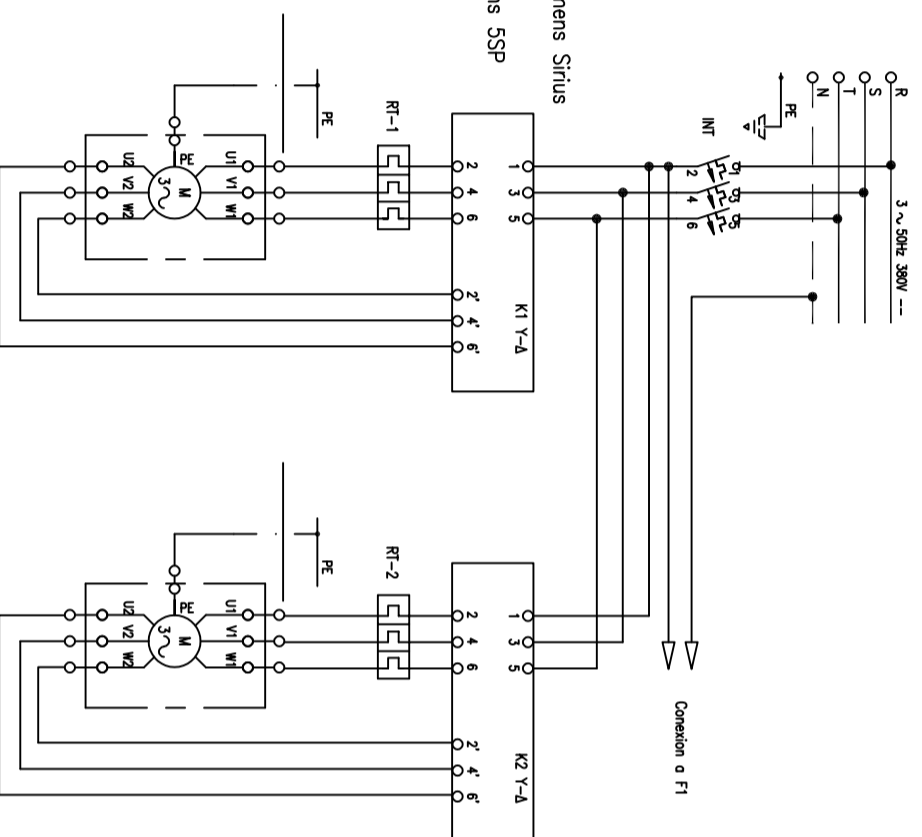 R
S
T
N
3 ~ 50Hz 380V --
PE
INT
1
3
5
2
4
6
nens Sirius
ns 5SP
Conexion a F1
1
3
5
K1 Y-Δ
2
4
6
2'
4'
6'
RT-1
PE
U1
V1
W1
PE
M
3~
U2
V2
W2
1
3
5
K2 Y-Δ
2
4
6
2'
4'
6'
RT-2
PE
U1
V1
W1
PE
M
3~
U2
V2
W2